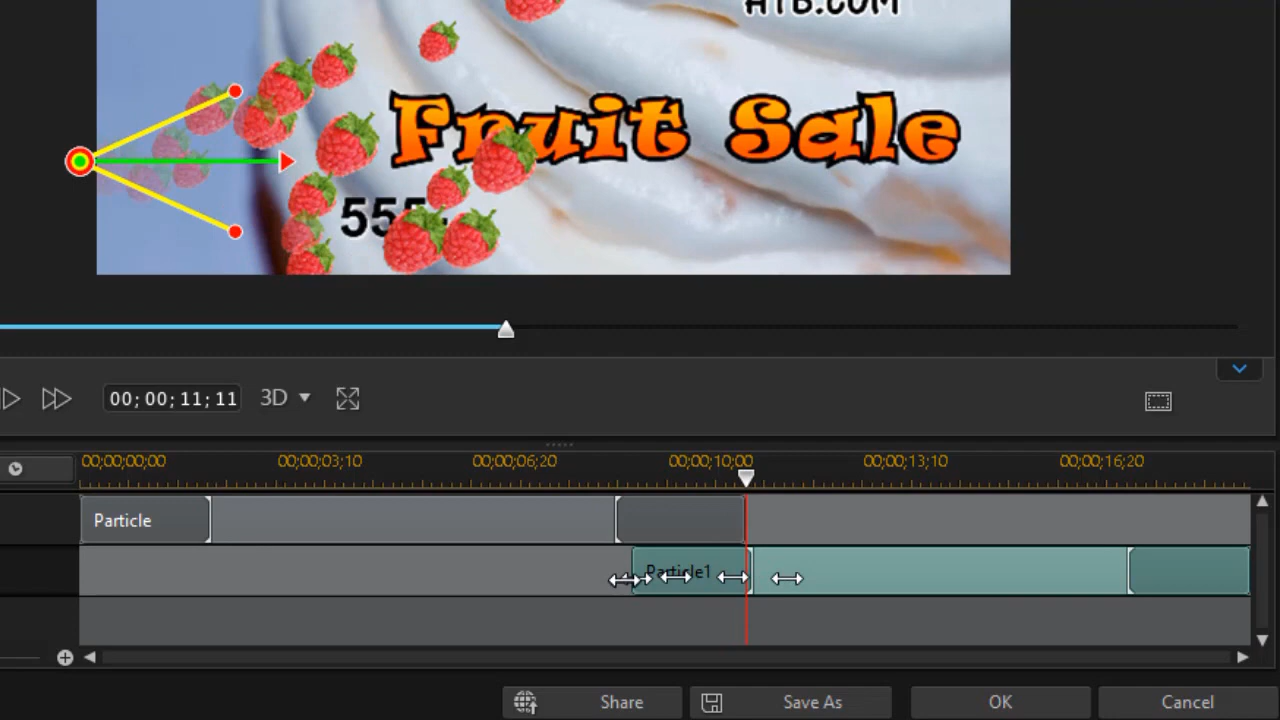 HTB.COM
Fruit Sale
555-
00;00;11;11
3D
00;00;00;00
00;00;03;10
00;00;06;20
00;00;10;00
00;00;13;10
00;00;16;20
Particle
Particle1
Share
Save As
OK
Cancel